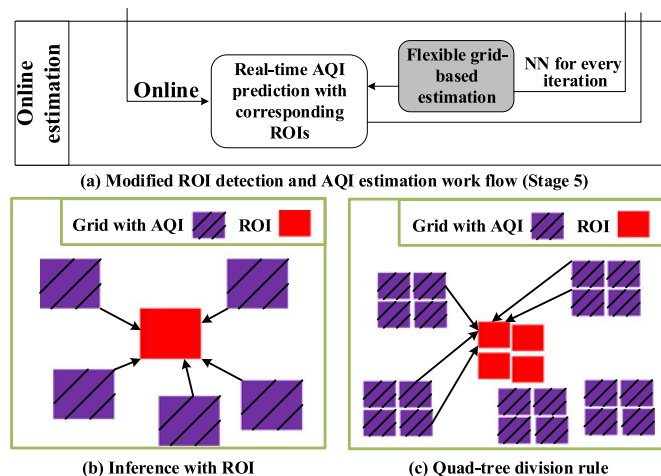 Online
estimation
Online
Real-time AQI
prediction with
corresponding
ROIs
Flexible grid-
based
estimation
NN for every
iteration
(a) Modified ROI detection and AQI estimation work flow (Stage 5)
Grid with AQI ROI
(b) Inference with ROI
Grid with AQI ROI
(c) Quad-tree division rule